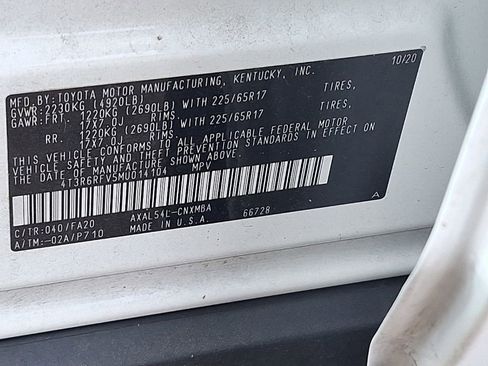 MFD.BY:TOYOTA MOTOR MANUFACTURING, KENTUCKY, INC. 10/20
GVWR:2230KG (4920LB)
GAWR:FRT. 1220KG (2690LB) WITH 225/65R17 TIRES,
17X7.0J
RR. 1220KG (2690LB) WITH 225/65R17 TIRES,
17X7.0J
THIS VEHICLE CONFORMS TO ALL APPLICABLE FEDERAL MOTOR
VEHICLE SAFETY AND THEFT PREVENTION STANDARDS IN EFFECT
ON THE DATE OF MANUFACTURE SHOWN ABOVE.
4T3R6RFV5MU014104 MPV
C/TR:040/FA20 AXAL54L-CNXMBA A
A/TM:-02A/P710 MADE IN U.S.A. 66728